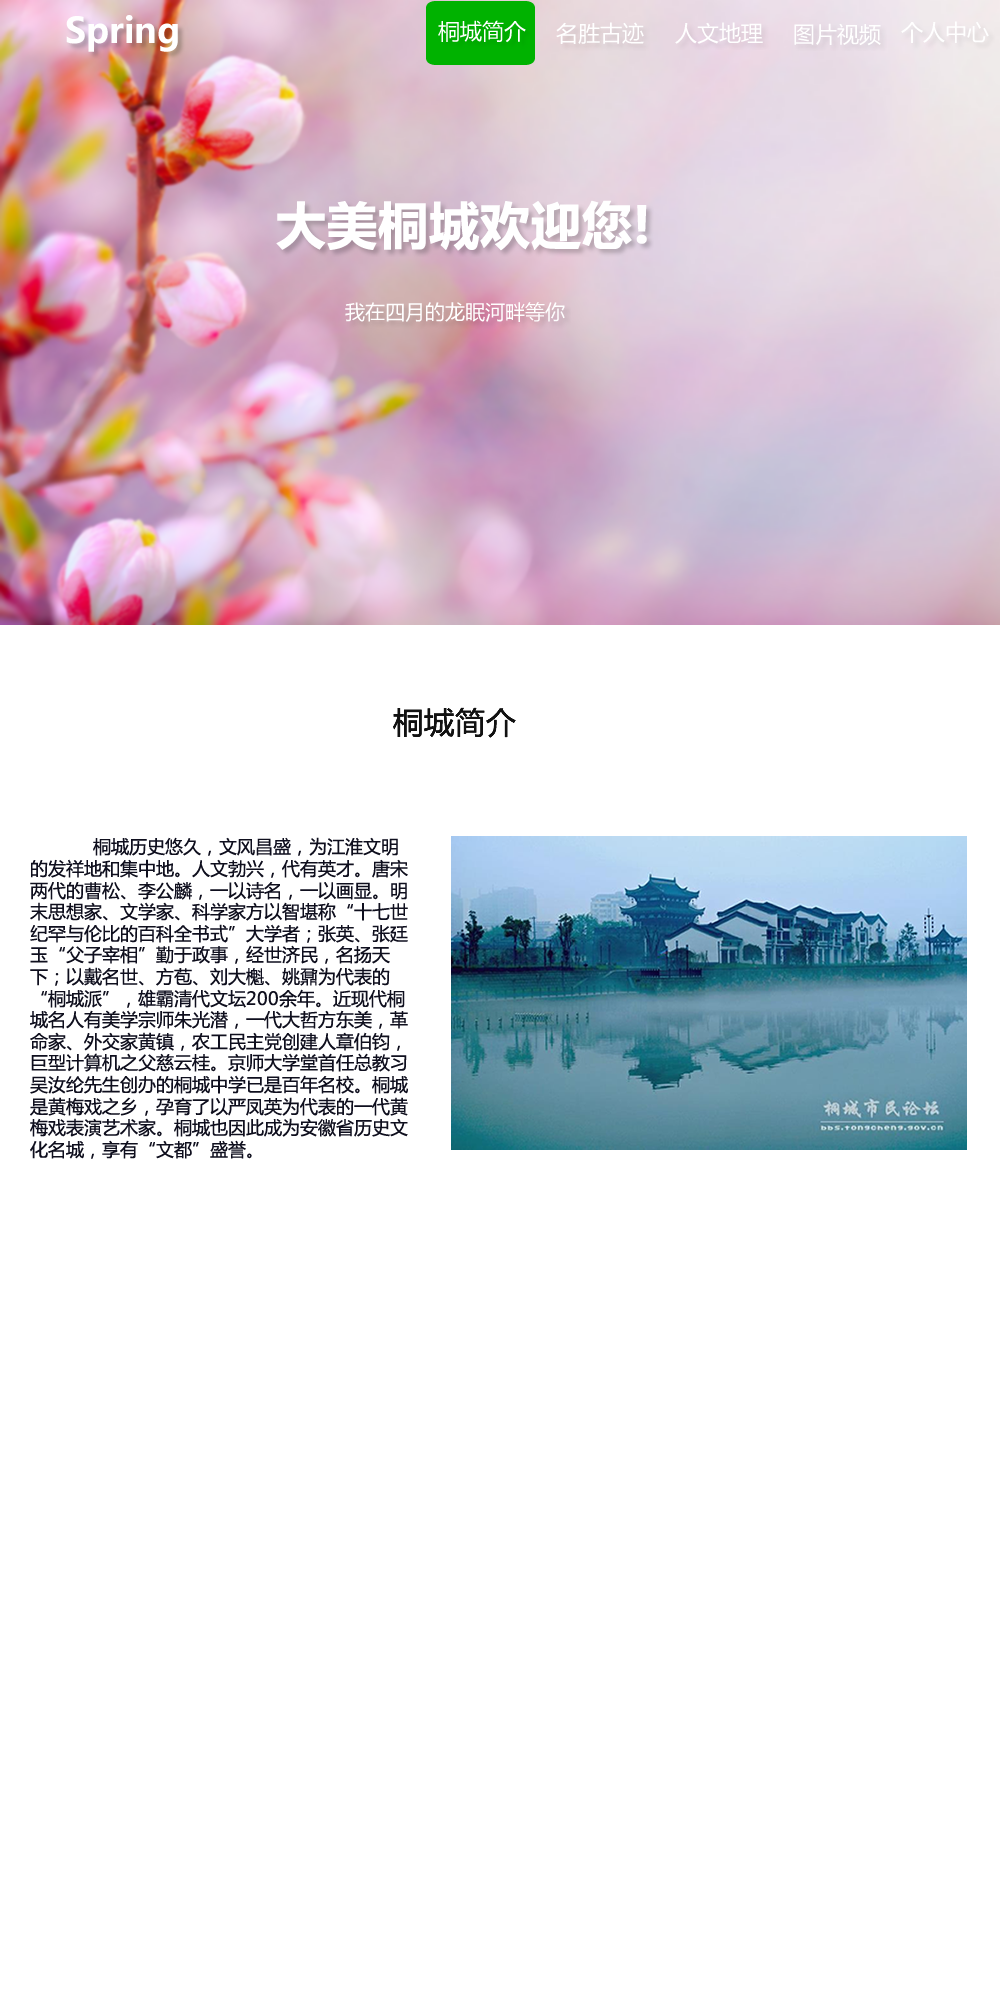 Spring
桐城简介
名胜古迹
人文地理
图片视频
个人中心
大美桐城欢迎您!
我在四月的龙眠河畔等你
桐城简介
桐城历史悠久，文风昌盛，为江淮文明
的发祥地和集中地。人文勃兴，代有英才。唐宋
两代的曹松、李公麟，一以诗名，一以画显。明
末思想家、文学家、科学家方以智堪称“十七世
纪罕与伦比的百科全书式”大学者；张英、张廷
玉“父子宰相”勤于政事，经世济民，名扬天
下；以戴名世、方苞、刘大櫆、姚鼐为代表的
“桐城派”，雄霸清代文坛200余年。近现代桐
城名人有美学宗师朱光潜，一代大哲方东美，革
命家、外交家黄镇，农工民主党创建人章伯钧，
巨型计算机之父慈云桂。京师大学堂首任总教习
吴汝纶先生创办的桐城中学已是百年名校。桐城
是黄梅戏之乡，孕育了以严凤英为代表的一代黄
梅戏表演艺术家。桐城也因此成为安徽省历史文
化名城，享有“文都”盛誉。
桐城市民论坛
bbs.tongcheng.gov.cn